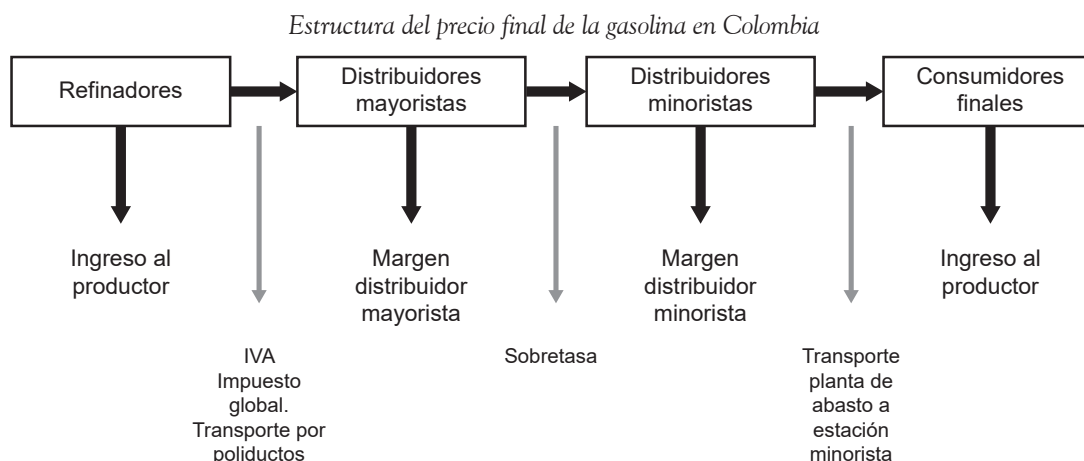 Estructura del precio final de la gasolina en Colombia
Refinadores
Distribuidores
mayoristas
Distribuidores
minoristas
Consumidores
finales
Ingreso al
productor
Margen
distribuidor
mayorista
Margen
distribuidor
minorista
Ingreso al
productor
IVA
Impuesto
global.
Transporte por
poliductos
Sobretasa
Transporte
planta de
abasto a
estación
minorista